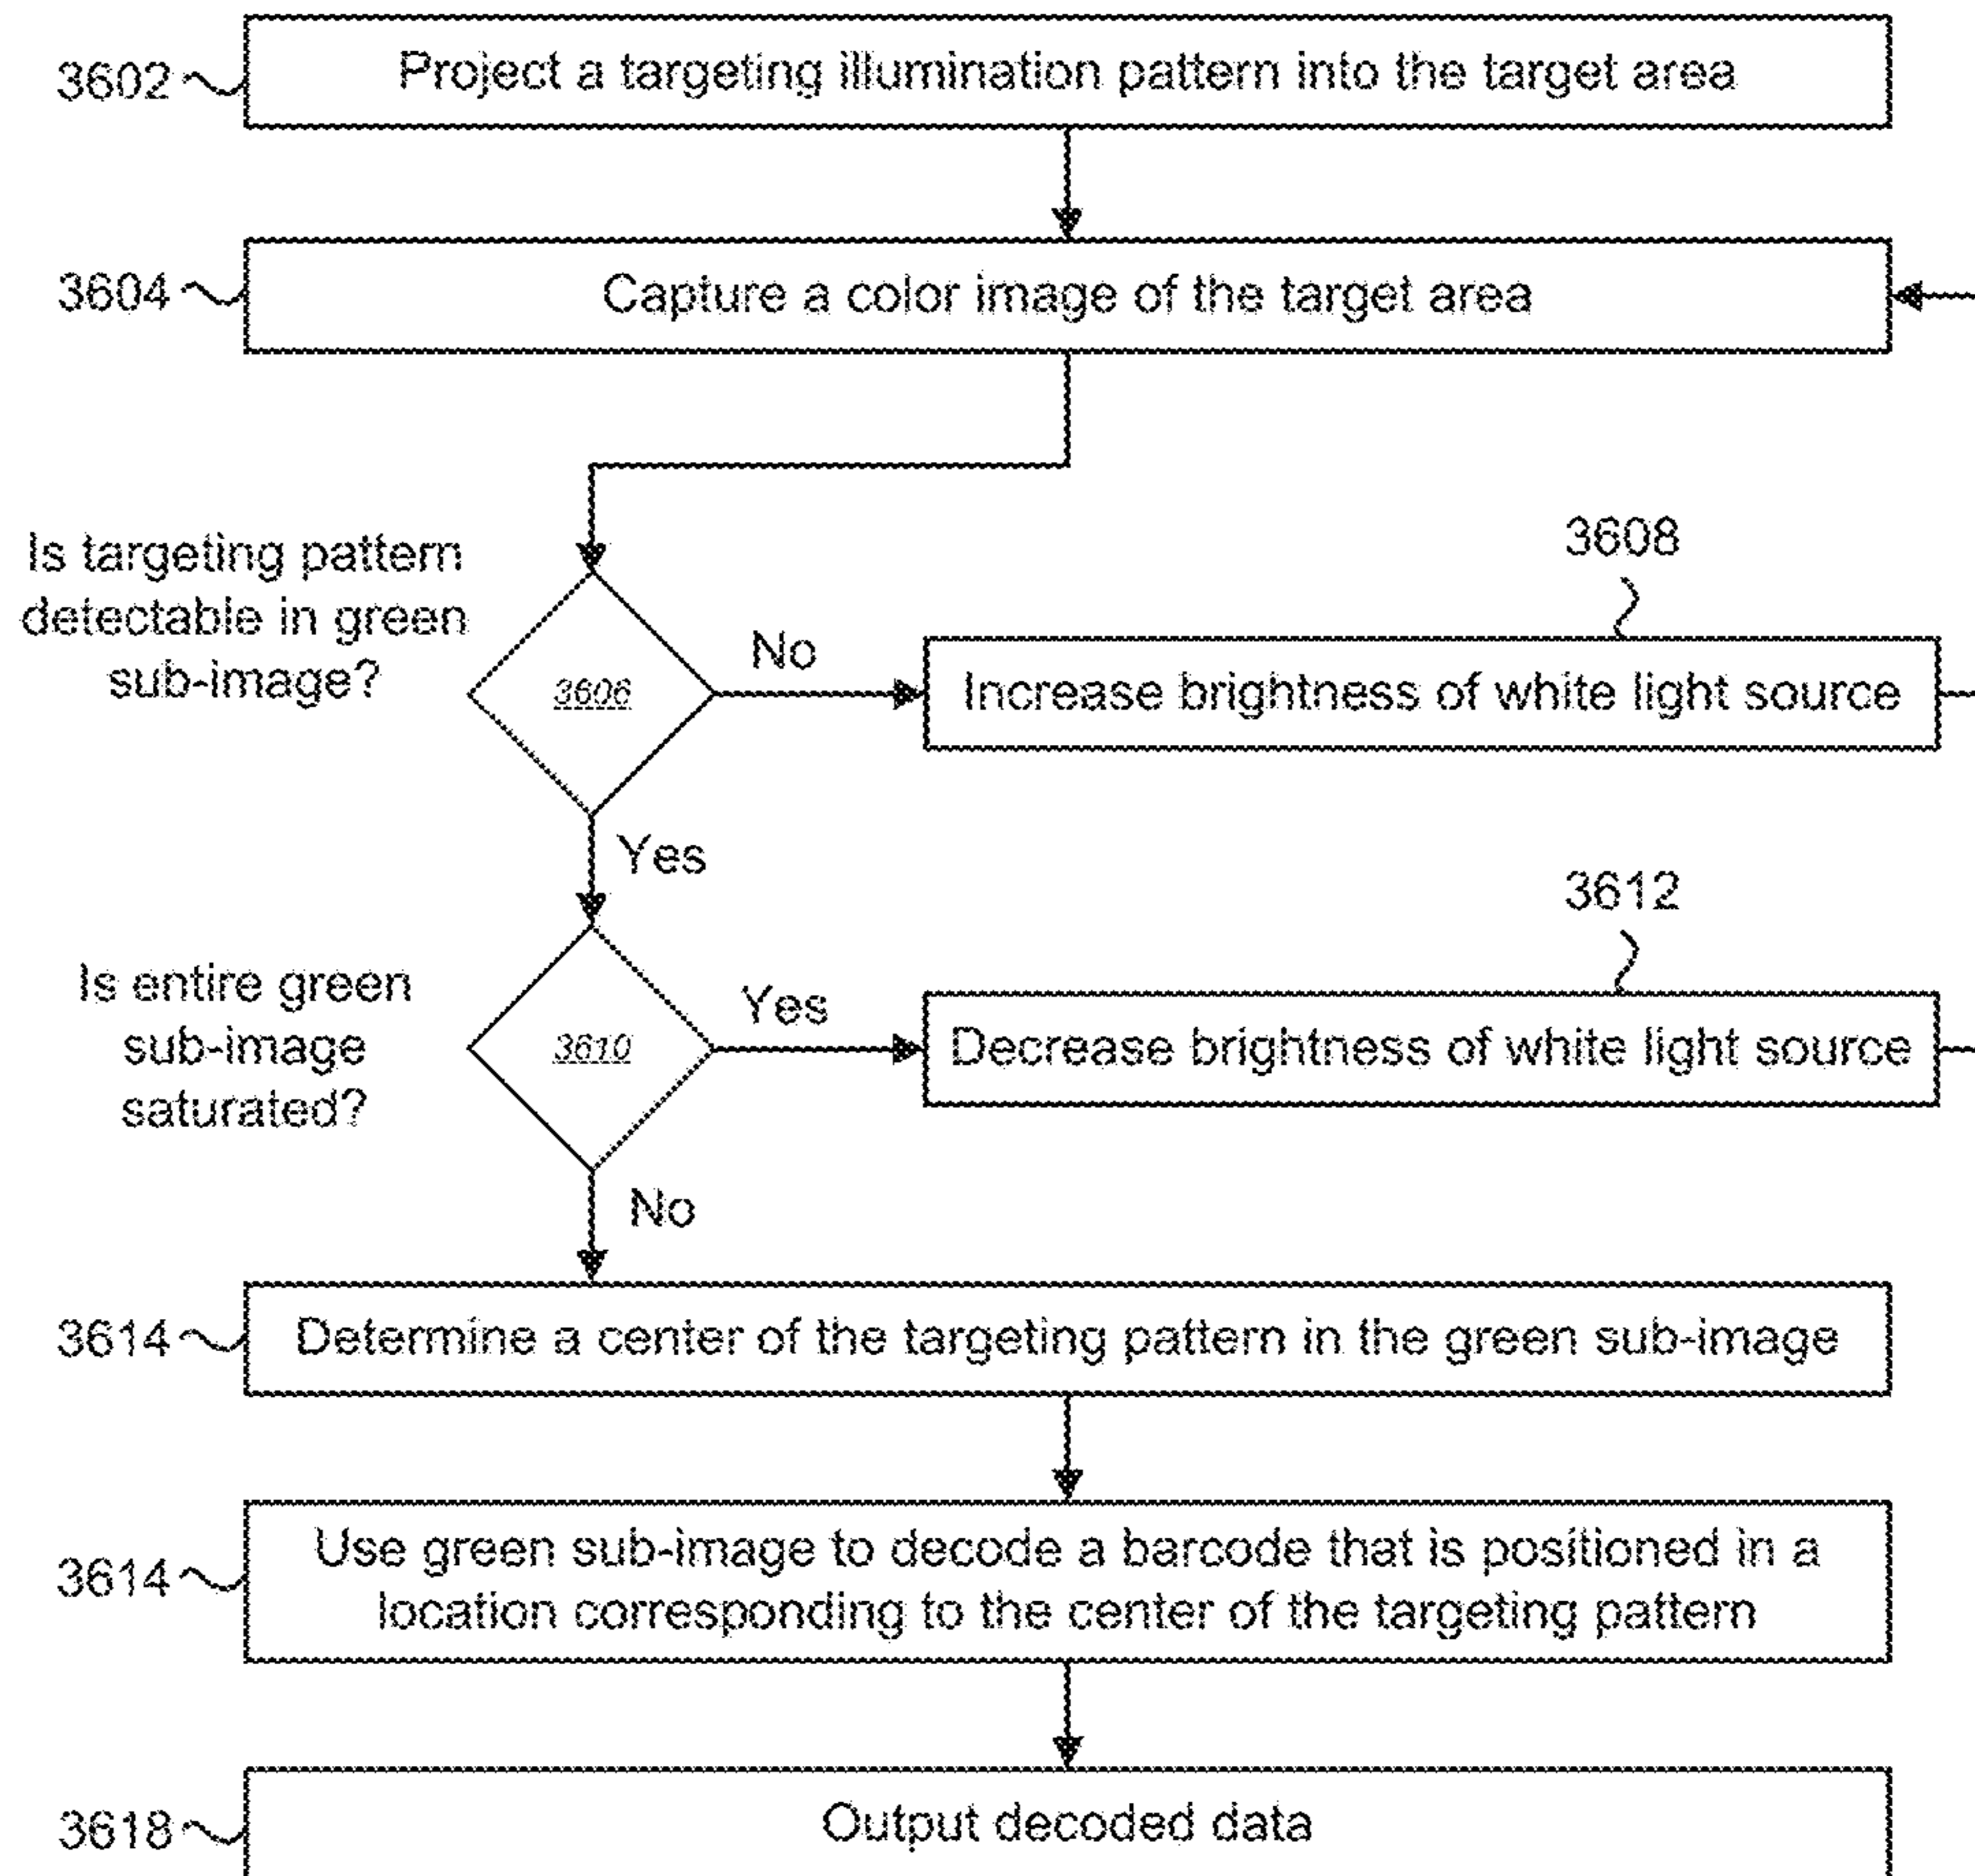 3602
Project a targeting illumination pattern into the target area
3604
Capture a color image of the target area
Is targeting pattern
detectable in green
sub-image?
3606
No
3608
Increase brightness of white light source
Yes
Is entire green
sub-image
saturated?
3610
Yes
3612
Decrease brightness of white light source
No
3614
Determine a center of the targeting pattern in the green sub-image
3614
Use green sub-image to decode a barcode that is positioned in a
location corresponding to the center of the targeting pattern
3618
Output decoded data